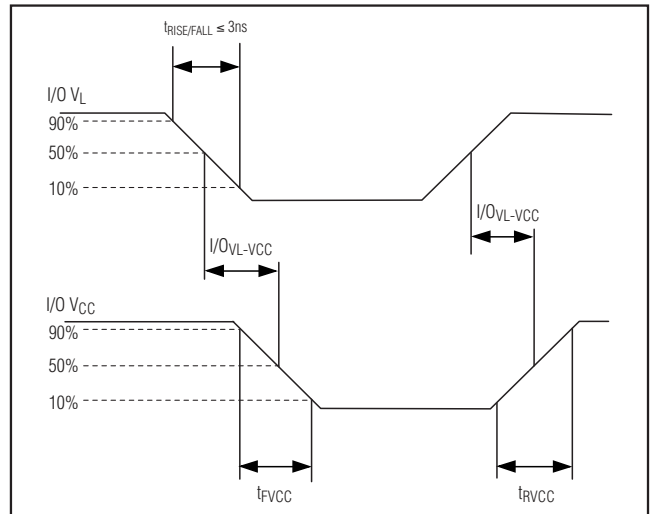 tRISE/FALL ≤ 3ns
I/O VL
90%
50%
10%
I/OVL-VCC
I/OVL-VCC
I/O VCC
90%
50%
10%
tFVCC
tRVCC